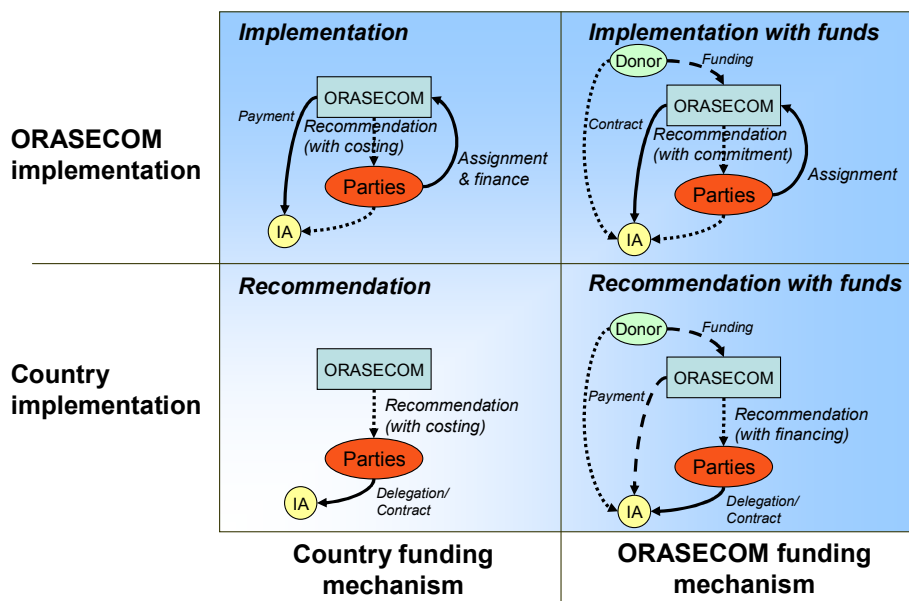 Implementation
ORASECOM
Payment
Recommendation
(with costing)
Parties
Assignment
& finance
IA
Implementation with funds
Donor
Funding
ORASECOM
Contract
Recommendation
(with commitment)
Parties
Assignment
IA
ORASECOM
implementation
Recommendation
ORASECOM
Recommendation
(with costing)
Parties
IA
Delegation/
Contract
Recommendation with funds
Donor
Funding
ORASECOM
Payment
Recommendation
(with financing)
Parties
IA
Delegation/
Contract
Country
implementation
Country funding
mechanism
ORASECOM funding
mechanism